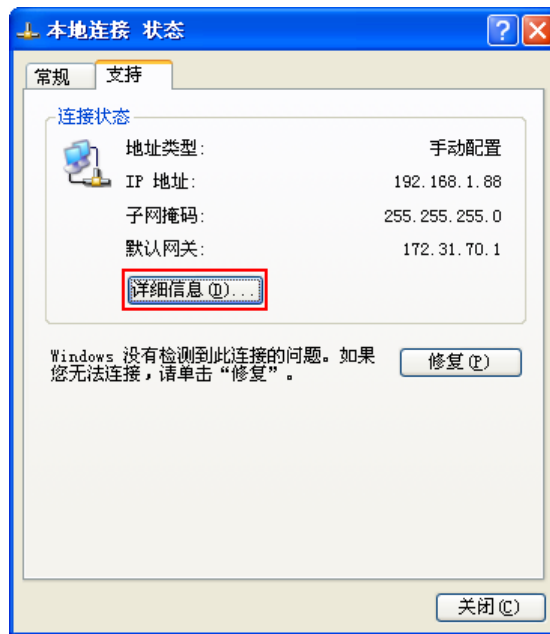 本地连接 状态
常规
支持
连接状态
地址类型:
手动配置
IP 地址:
192.168.1.88
子网掩码:
255.255.255.0
默认网关:
172.31.70.1
详细信息(D)...
Windows 没有检测到此连接的问题。如果
您无法连接，请单击“修复”。
修复(P)
关闭(C)